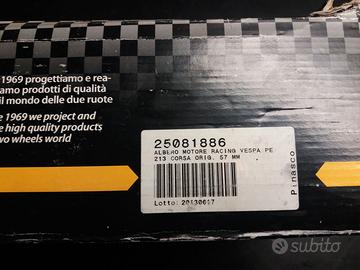 1969 progettiamo e rea-
amo prodotti di qualità
il mondo delle due ruote
1969 we project and
e high quality products
wo wheels world
25081886
ALBERO MOTORE RACING VESPA PE
213 CORSA ORIG. 57 MM
Lotto: 20130617
Pinasco
subito